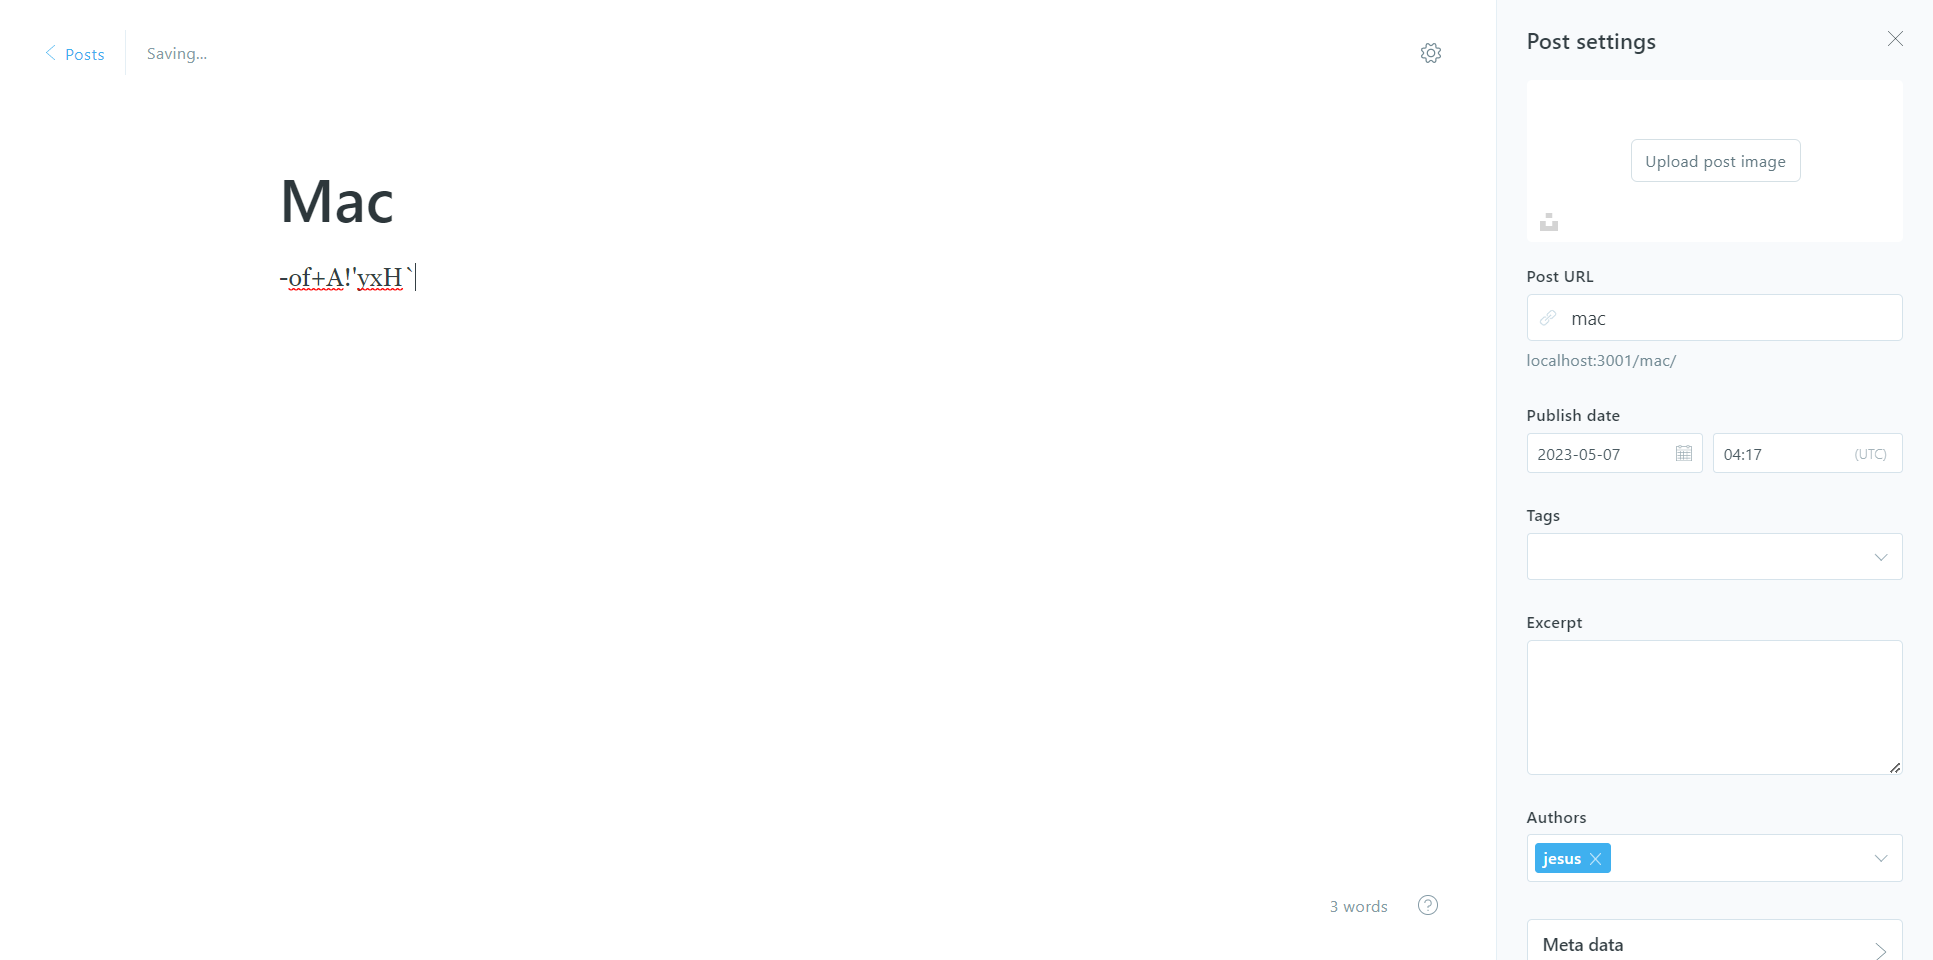 Posts
Saving...
Mac
-of+A!'yxH`
3 words
Post settings
Upload post image
Post URL
mac
localhost:3001/mac/
Publish date
2023-05-07
04:17 (UTC)
Tags
Excerpt
Authors
jesus
Meta data